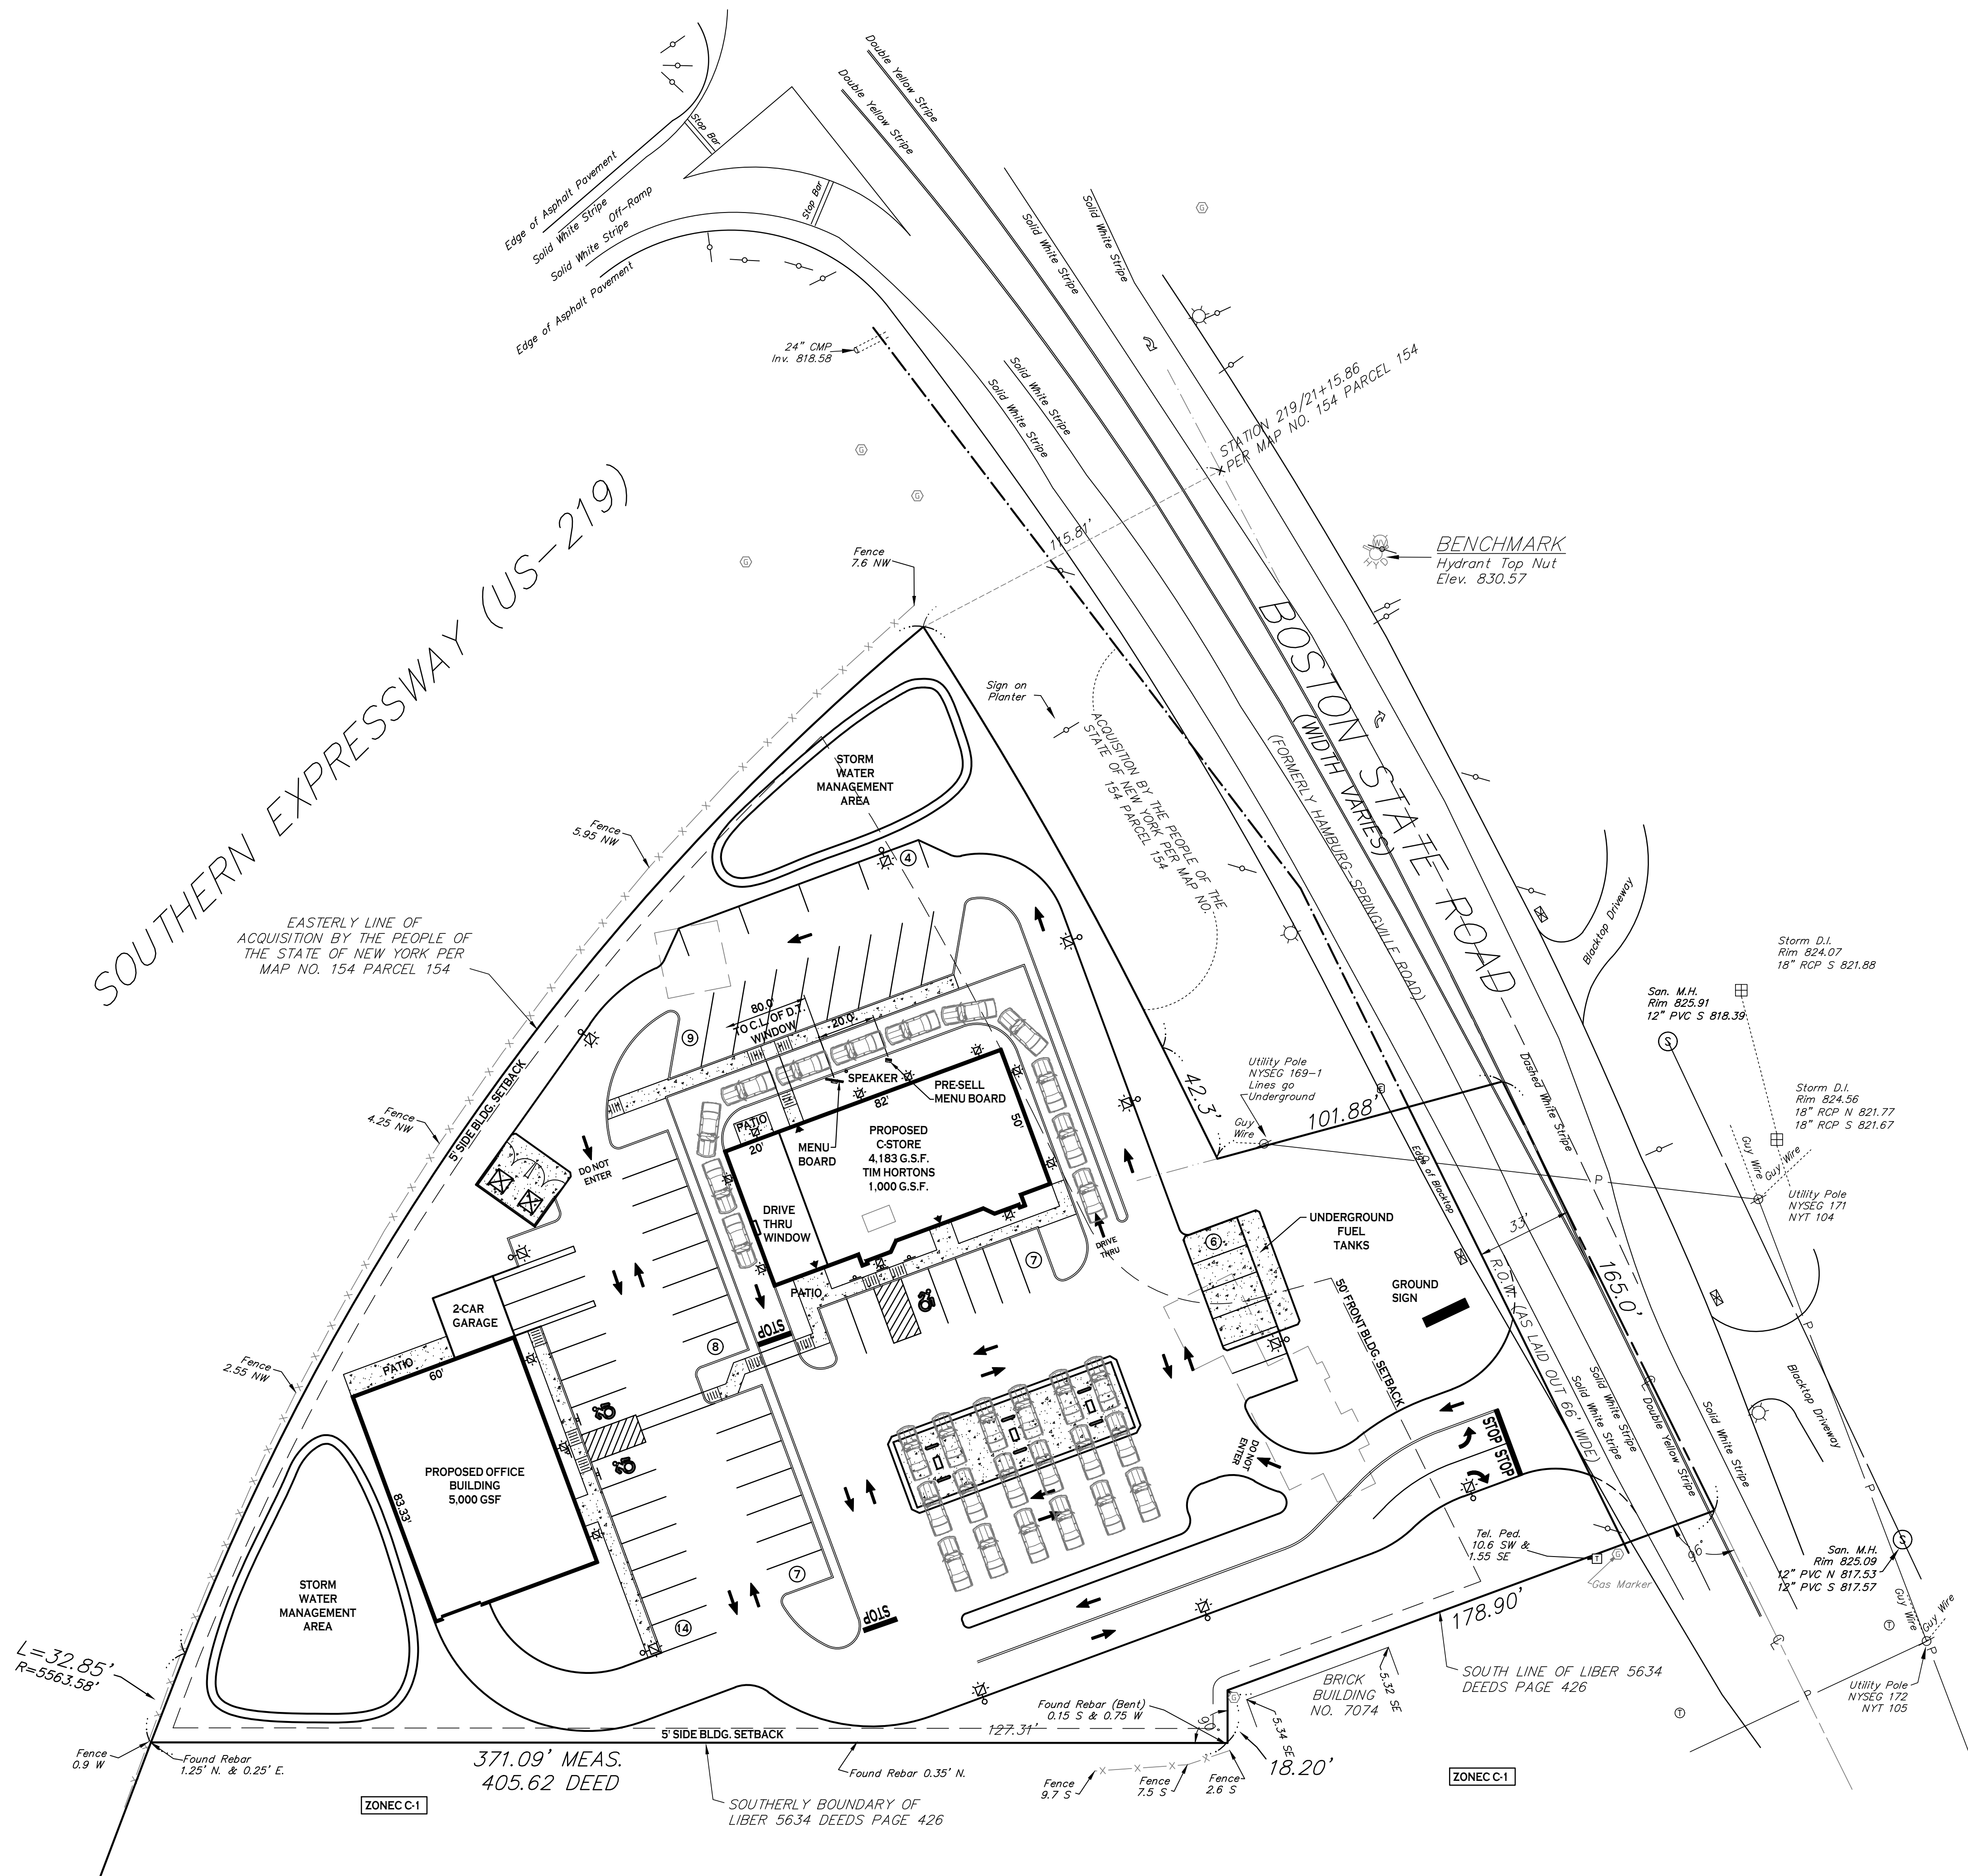 Double Yellow Stripe
Double Yellow Stripe
Stop Bar
Stop Bar
Edge of Asphalt Pavement
Solid White Stripe
Off-Ramp
Solid White Stripe
Edge of Asphalt Pavement
Solid White Stripe
Solid White Stripe
G
24" CMP
Inv. 818.58
Solid White Stripe
Solid White Stripe
STATION 219/21+15.86
PER MAP NO. 154 PARCEL 154
G
G
G
115.81'
SOUTHERN EXPRESSWAY (US-219)
Fence
7.6 NW
WV
HYD
BENCHMARK
Hydrant Top Nut
Elev. 830.57
BOSTON STATE ROAD
(WIDTH VARIES)
(FORMERLY HAMBURG-SPRINGVILLE ROAD)
Sign on
Planter
ACQUISITION BY THE PEOPLE OF THE
STATE OF NEW YORK PER MAP NO.
154 PARCEL 154
STORM
WATER
MANAGEMENT
AREA
Fence
5.95 NW
4
EASTERLY LINE OF
ACQUISITION BY THE PEOPLE OF
THE STATE OF NEW YORK PER
MAP NO. 154 PARCEL 154
Blacktop Driveway
Storm D.I.
Rim 824.07
18" RCP S 821.88
San. M.H.
Rim 825.91
12" PVC S 818.39
S
9
80.0'
TO C.L. OF D.T.
WINDOW
20.0'
5' SIDE BLDG. SETBACK
Fence
4.25 NW
SPEAKER
PRE-SELL
MENU BOARD
82'
50'
PATIO
20'
MENU
BOARD
PROPOSED
C-STORE
4,183 G.S.F.
TIM HORTONS
1,000 G.S.F.
42.3'
Utility Pole
NYSEG 169-1
Lines go
Underground
Guy
Wire
101.88'
Dashed White Stripe
Storm D.I.
Rim 824.56
18" RCP N 821.77
18" RCP S 821.67
Guy Wire
Guy Wire
Utility Pole
NYSEG 171
NYT 104
P
Edge of Blacktop
DO NOT
ENTER
DRIVE
THRU
WINDOW
DRIVE
THRU
6
UNDERGROUND
FUEL
TANKS
33'
165.0'
R.O.W. (AS LAID OUT 66' WIDE)
7
GROUND
SIGN
50' FRONT BLDG. SETBACK
2-CAR
GARAGE
PATIO
STOP
8
PATIO
60'
Fence
2.55 NW
P
P
Blacktop Driveway
Solid White Stripe
Solid White Stripe
Double Yellow Stripe
Solid White Stripe
DO NOT
ENTER
STOP
STOP
83.33'
PROPOSED OFFICE
BUILDING
5,000 GSF
Tel. Ped.
10.6 SW &
1.55 SE
T
G
Gas Marker
96°
S
San. M.H.
Rim 825.09
12" PVC N 817.53
12" PVC S 817.57
7
STORM
WATER
MANAGEMENT
AREA
14
STOP
178.90'
Guy Wire
Guy Wire
T
L=32.85'
R=5563.58'
BRICK
BUILDING
NO. 7074
5.32 SE
5.34 SE
SOUTH LINE OF LIBER 5634
DEEDS PAGE 426
P
P
Utility Pole
NYSEG 172
NYT 105
T
Found Rebar (Bent)
0.15 S & 0.75 W
G
90°
127.31'
5' SIDE BLDG. SETBACK
Fence
0.9 W
Found Rebar
1.25' N. & 0.25' E.
371.09' MEAS.
405.62 DEED
Found Rebar 0.35' N.
18.20'
Fence
9.7 S
Fence
7.5 S
Fence
2.6 S
ZONEC C-1
ZONEC C-1
SOUTHERLY BOUNDARY OF
LIBER 5634 DEEDS PAGE 426